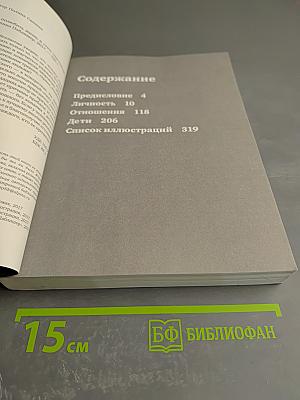 Содержание
Предисловие 4
Личность 10
Отношения 118
Дети 206
Список иллюстраций 319
15 см
БФ БИБЛИОФАН